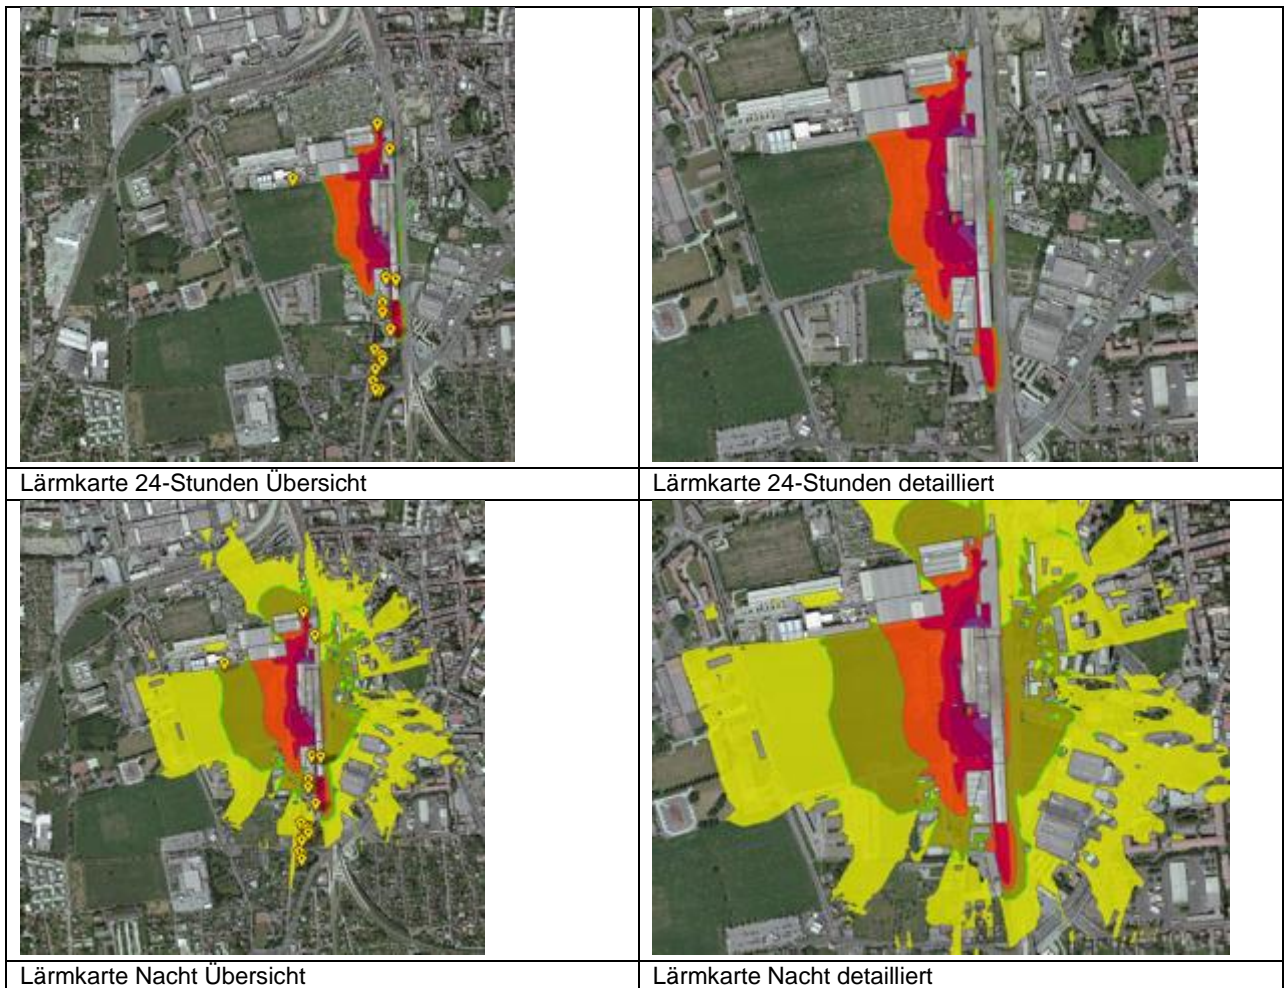 Lärmkarte 24-Stunden Übersicht
Lärmkarte 24-Stunden detailliert
Lärmkarte Nacht Übersicht
Lärmkarte Nacht detailliert